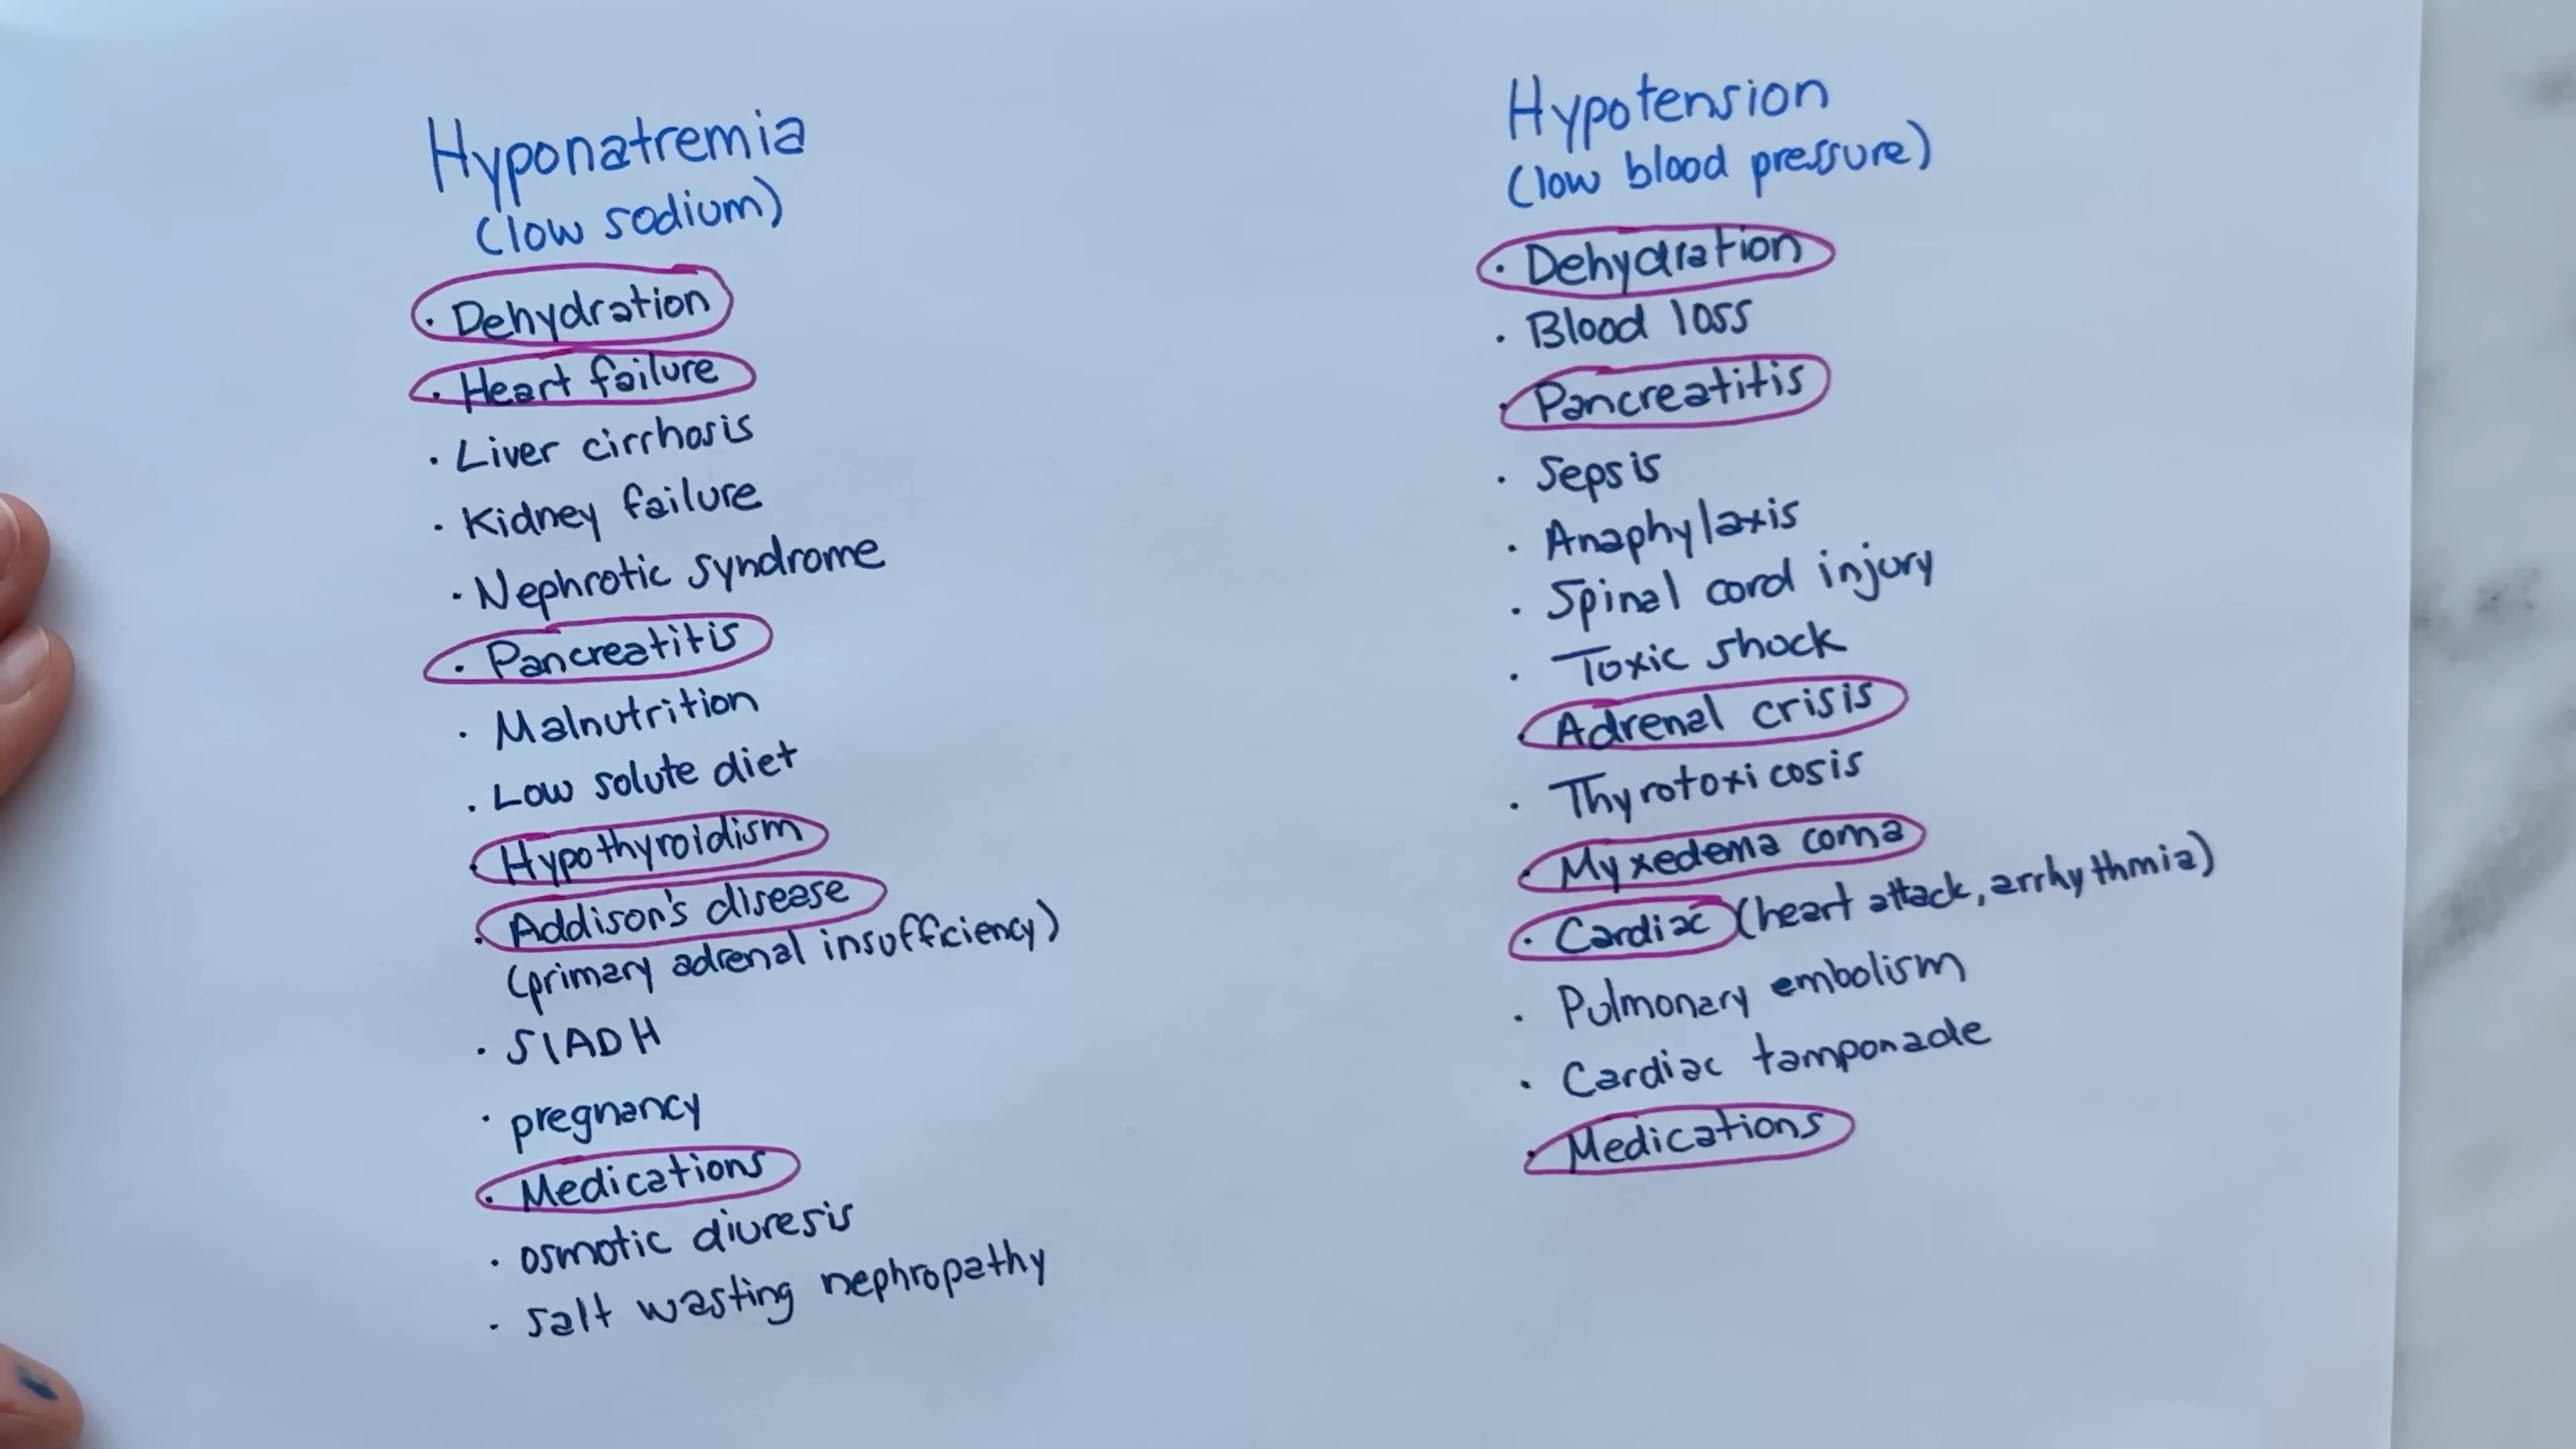 Hyponatremia
(low sodium)
· Dehydration
· Heart failure
· Liver cirrhosis
· Kidney failure
· Nephrotic syndrome
· Pancreatitis
· Malnutrition
· Low solute diet
· Hypothyroidism
· Addison's disease
(primary adrenal insufficiency)
· SIADH
· pregnancy
· Medications
· osmotic diuresis
· salt wasting nephropathy
Hypotension
(low blood pressure)
· Dehydration
· Blood loss
· Pancreatitis
· Sepsis
· Anaphylaxis
· Spinal cord injury
· Toxic shock
· Adrenal crisis
· Thyrotoxicosis
· Myxedema coma
· Cardiac (heart attack, arrhythmia)
· Pulmonary embolism
· Cardiac tamponade
· Medications